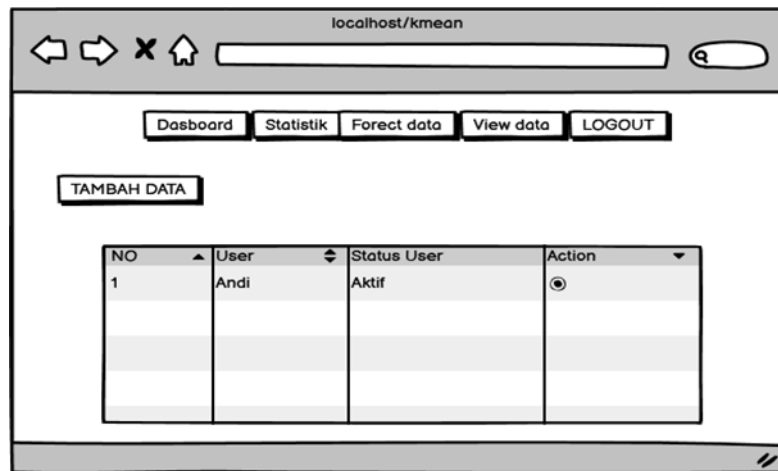 localhost/kmean
Dasboard Statistik Forect data View data LOGOUT
TAMBAH DATA
NO User Status User Action
1 Andi Aktif